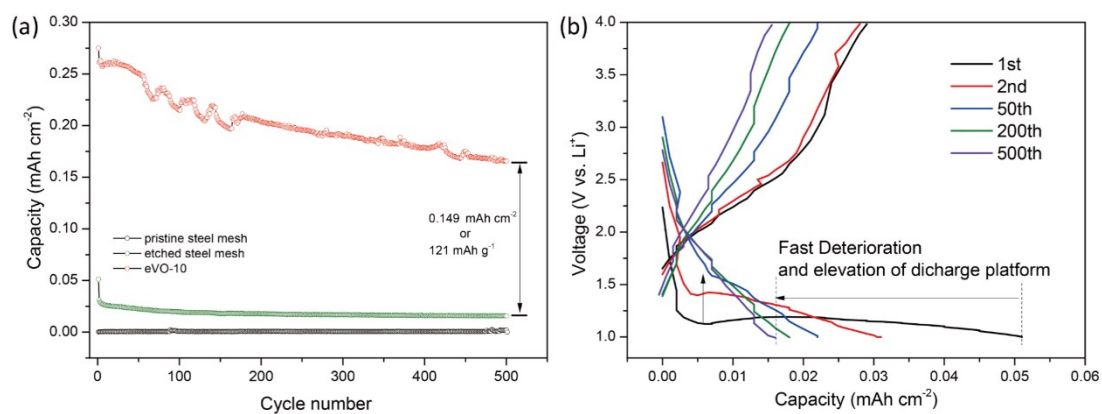 (a)
0.30
0.25
0.20
0.15
0.10
0.05
0.00
Capacity (mAh cm⁻²)
0 100 200 300 400 500
Cycle number
pristine steel mesh
etched steel mesh
eVO-10
0.149 mAh cm⁻²
or
121 mAh g⁻¹
(b)
4.0
3.5
3.0
2.5
2.0
1.5
1.0
Voltage (V vs. Li⁺)
0.00 0.01 0.02 0.03 0.04 0.05 0.06
Capacity (mAh cm⁻²)
1st
2nd
50th
200th
500th
Fast Deterioration
and elevation of dicharge platform